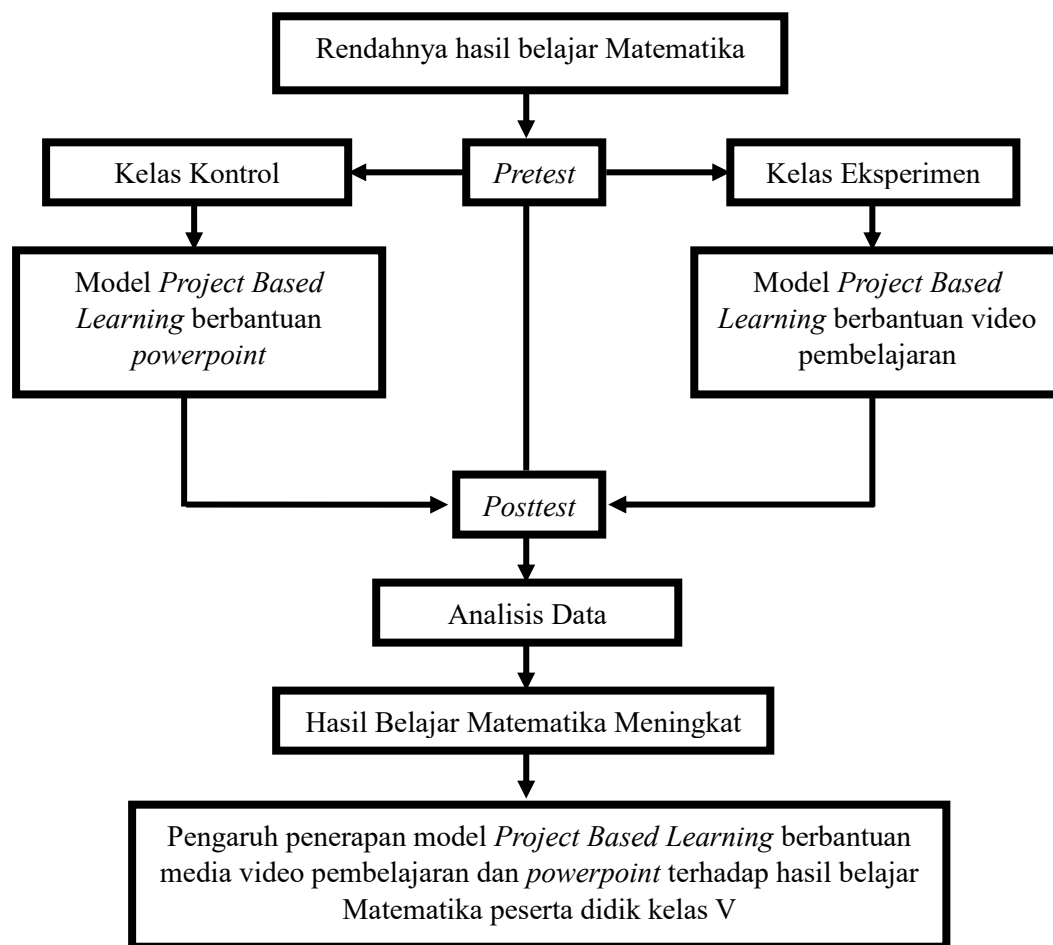 Rendahnya hasil belajar Matematika
Kelas Kontrol
Pretest
Kelas Eksperimen
Model Project Based
Learning berbantuan
powerpoint
Model Project Based
Learning berbantuan video
pembelajaran
Posttest
Analisis Data
Hasil Belajar Matematika Meningkat
Pengaruh penerapan model Project Based Learning berbantuan
media video pembelajaran dan powerpoint terhadap hasil belajar
Matematika peserta didik kelas V